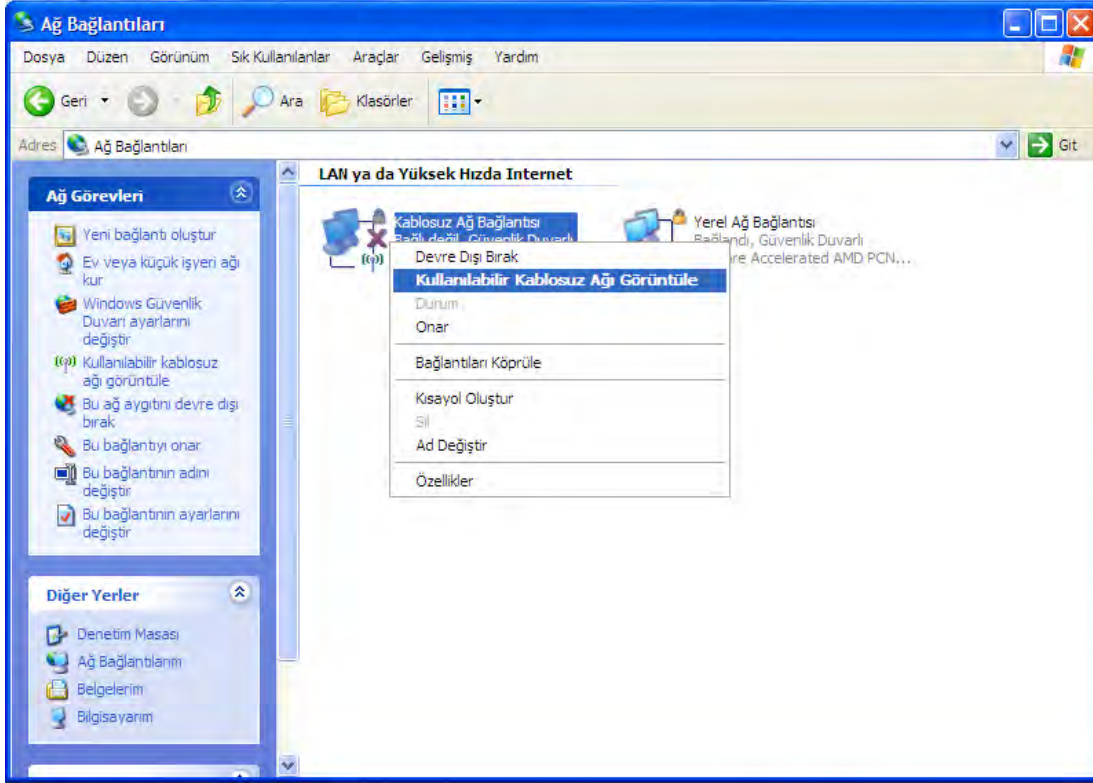 Ağ Bağlantıları
Dosya Düzen Görünüm Sık Kullanılanlar Araçlar Gelişmiş Yardım
Geri Ara Klasörler
Adres Ağ Bağlantıları Git
Ağ Görevleri
Yeni bağlantı oluştur
Ev veya küçük işyeri ağı
kur
Windows Güvenlik
Duvarı ayarlarını
değiştir
Kullanılabilir kablosuz
ağı görüntüle
Bu ağ aygıtını devre dışı
bırak
Bu bağlantıyı onar
Bu bağlantının adını
değiştir
Bu bağlantının ayarlarını
değiştir
Diğer Yerler
Denetim Masası
Ağ Bağlantılarım
Belgelerim
Bilgisayarım
LAN ya da Yüksek Hızda Internet
Kablosuz Ağ Bağlantısı
Bağlı değil, Güvenlik Duvarlı
Yerel Ağ Bağlantısı
Bağlandı, Güvenlik Duvarlı
re Accelerated AMD PCN...
Devre Dışı Bırak
Kullanılabilir Kablosuz Ağı Görüntüle
Durum
Onar
Bağlantıları Köprüle
Kısayol Oluştur
Sil
Ad Değiştir
Özellikler